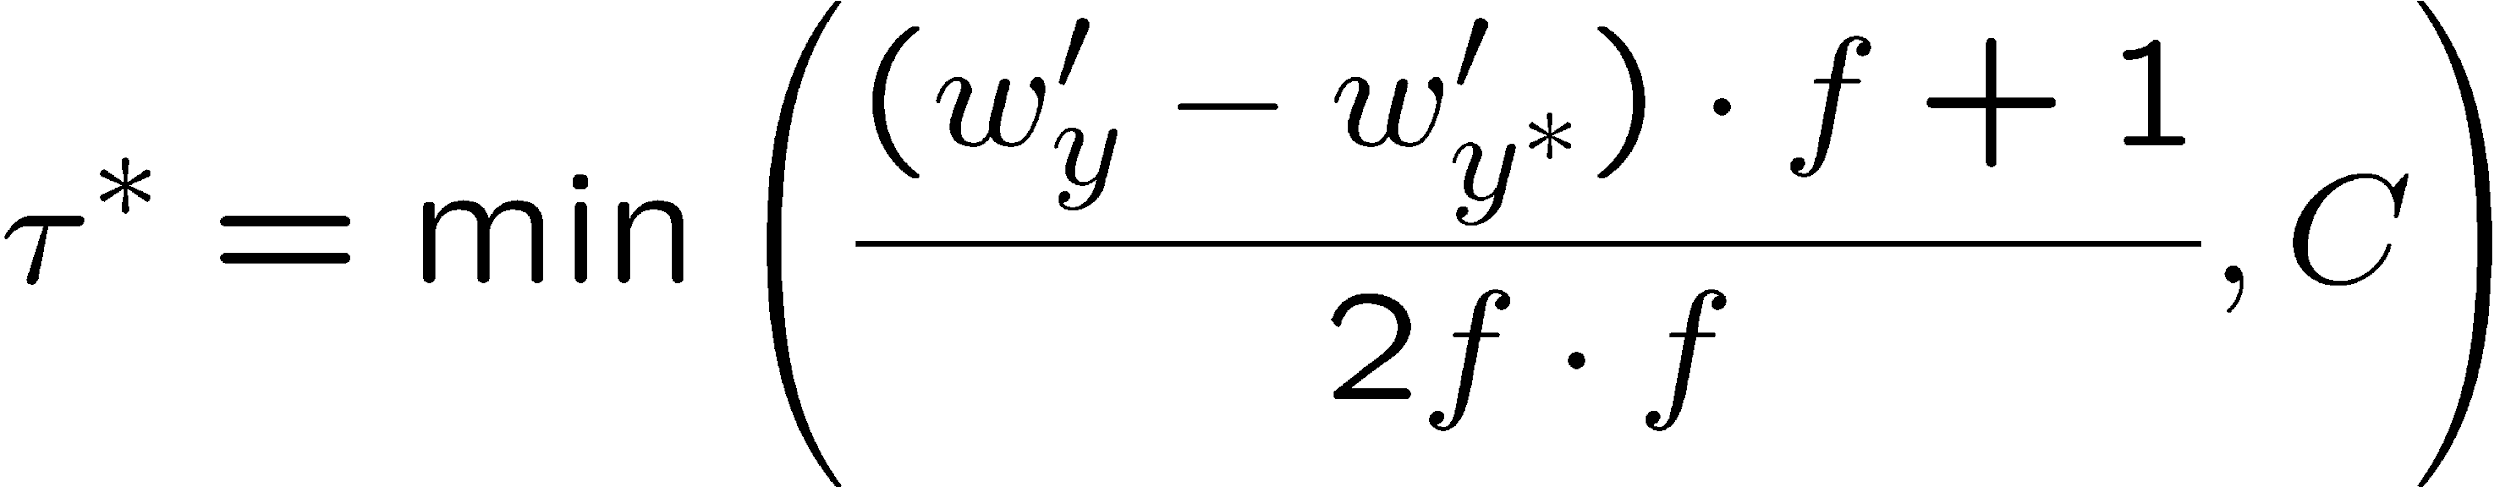 τ* = min ( ((w′_y − w′_{y*}) · f + 1) / (2f · f) , C )